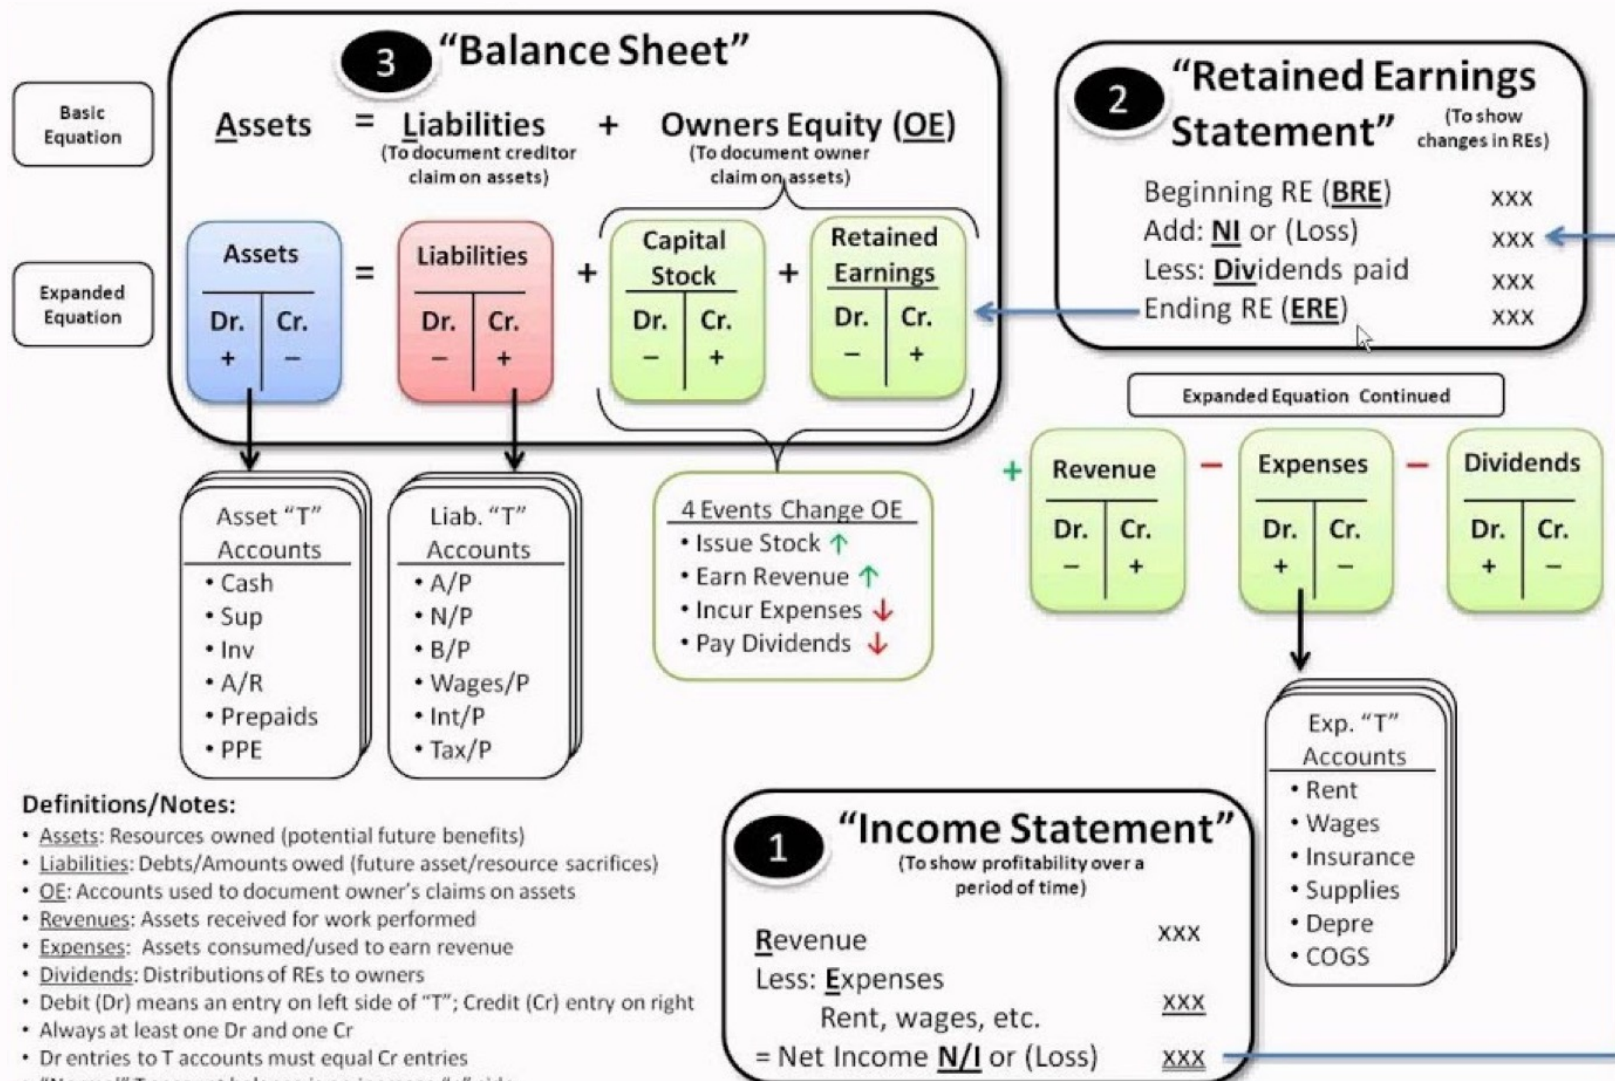 3 "Balance Sheet"
Basic
Equation
Assets = Liabilities + Owners Equity (OE)
(To document creditor
claim on assets)
(To document owner
claim on assets)
Expanded
Equation
Assets
Dr. Cr.
+ −
=
Liabilities
Dr. Cr.
− +
+
Capital
Stock
Dr. Cr.
− +
+
Retained
Earnings
Dr. Cr.
− +
2 "Retained Earnings
Statement"
(To show
changes in REs)
Beginning RE (BRE) xxx
Add: NI or (Loss) xxx
Less: Dividends paid xxx
Ending RE (ERE) xxx
Expanded Equation Continued
+
Revenue
Dr. Cr.
− +
−
Expenses
Dr. Cr.
+ −
−
Dividends
Dr. Cr.
+ −
Asset "T"
Accounts
• Cash
• Sup
• Inv
• A/R
• Prepaids
• PPE
Liab. "T"
Accounts
• A/P
• N/P
• B/P
• Wages/P
• Int/P
• Tax/P
4 Events Change OE
• Issue Stock ↑
• Earn Revenue ↑
• Incur Expenses ↓
• Pay Dividends ↓
Exp. "T"
Accounts
• Rent
• Wages
• Insurance
• Supplies
• Depre
• COGS
Definitions/Notes:
• Assets: Resources owned (potential future benefits)
• Liabilities: Debts/Amounts owed (future asset/resource sacrifices)
• OE: Accounts used to document owner's claims on assets
• Revenues: Assets received for work performed
• Expenses: Assets consumed/used to earn revenue
• Dividends: Distributions of REs to owners
• Debit (Dr) means an entry on left side of "T"; Credit (Cr) entry on right
• Always at least one Dr and one Cr
• Dr entries to T accounts must equal Cr entries
1 "Income Statement"
(To show profitability over a
period of time)
Revenue xxx
Less: Expenses
Rent, wages, etc. xxx
= Net Income N/I or (Loss) xxx